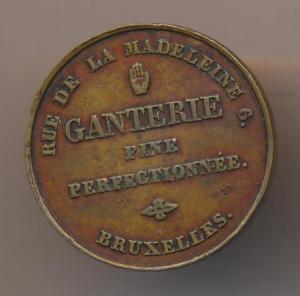 RUE DE LA MADELEINE 6.
GANTERIE
FINE
PERFECTIONNÉE.
BRUXELLES.